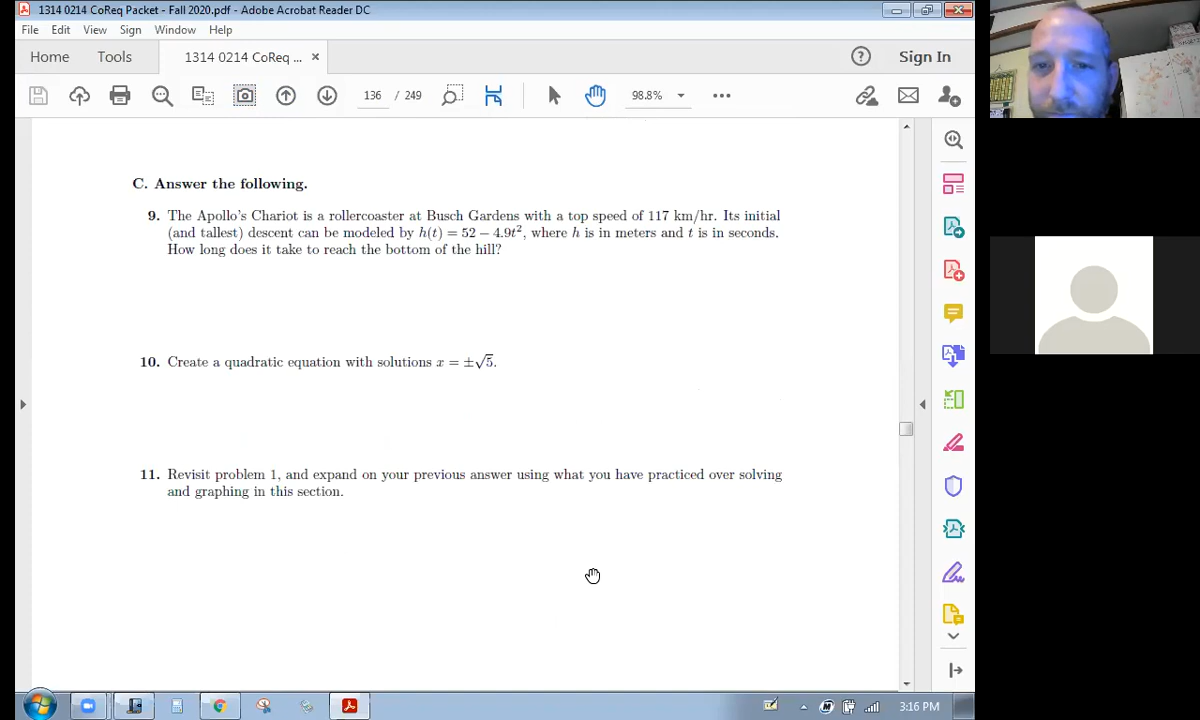 1314 0214 CoReq Packet - Fall 2020.pdf - Adobe Acrobat Reader DC
File Edit View Sign Window Help
Home Tools 1314 0214 CoReq ... × Sign In
136 / 249 98.8%
C. Answer the following.
9. The Apollo's Chariot is a rollercoaster at Busch Gardens with a top speed of 117 km/hr. Its initial
(and tallest) descent can be modeled by h(t) = 52 − 4.9t², where h is in meters and t is in seconds.
How long does it take to reach the bottom of the hill?
10. Create a quadratic equation with solutions x = ±√5.
11. Revisit problem 1, and expand on your previous answer using what you have practiced over solving
and graphing in this section.
3:16 PM